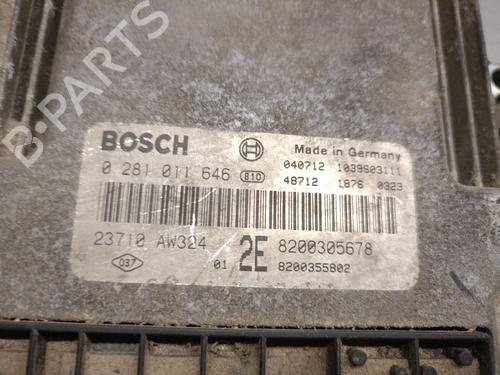 B-PARTS
BOSCH Made in Germany
0 281 011 646 810 040712 1039S03111
48712 1876 0323
23710 AW324 2E 8200305678
037 01 8200355802